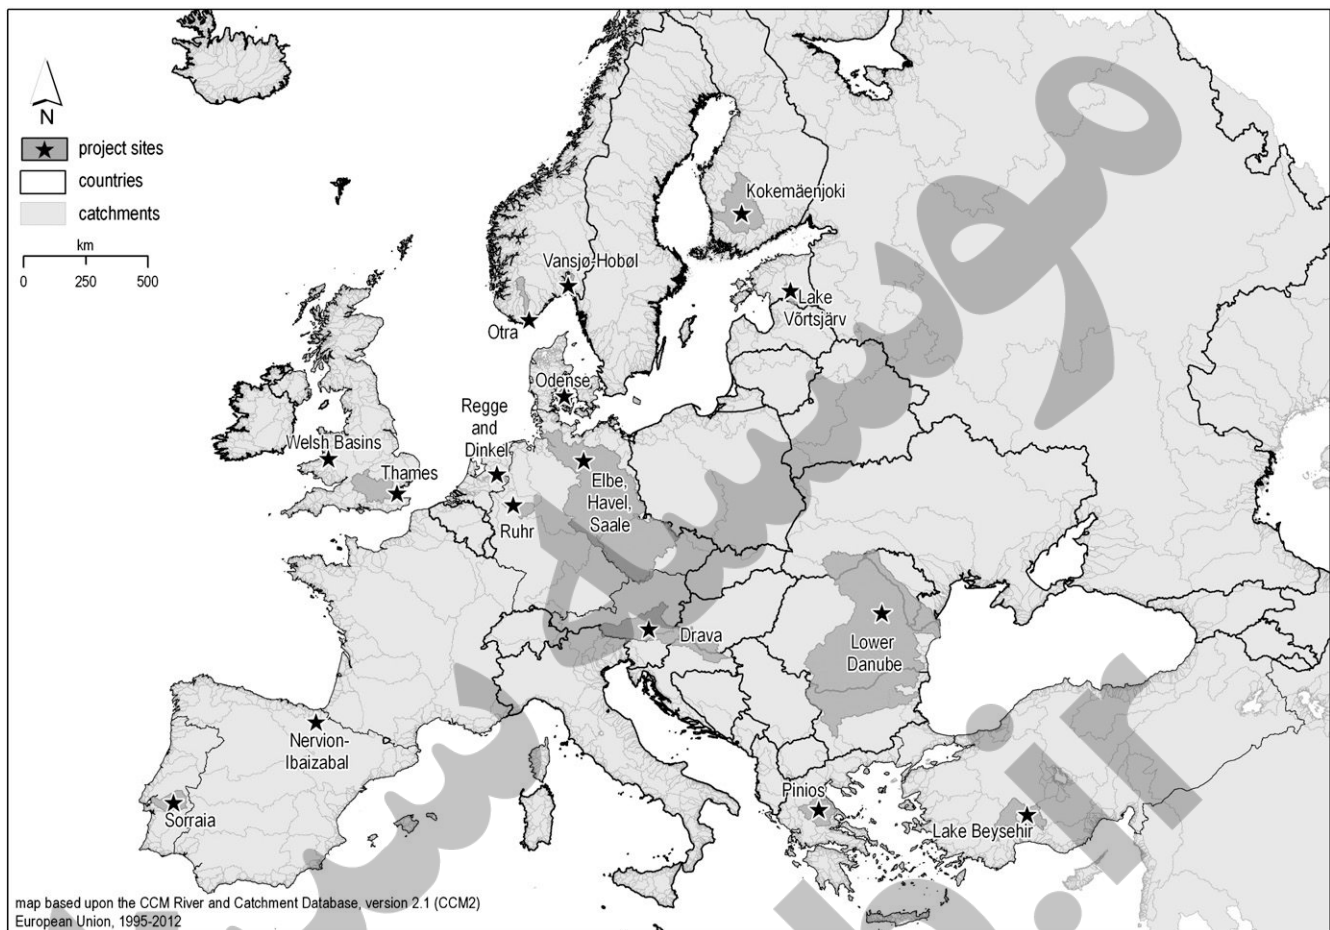 N
project sites
countries
catchments
km
0 250 500
Kokemäenjoki
Vansjø-Hobøl
Lake
Võrtsjärv
Otra
Odense
Regge
and
Dinkel
Welsh Basins
Thames
Elbe,
Havel,
Saale
Ruhr
Drava
Lower
Danube
Nervion-
Ibaizabal
Pinios
Sorraia
Lake Beysehir
map based upon the CCM River and Catchment Database, version 2.1 (CCM2)
European Union, 1995-2012